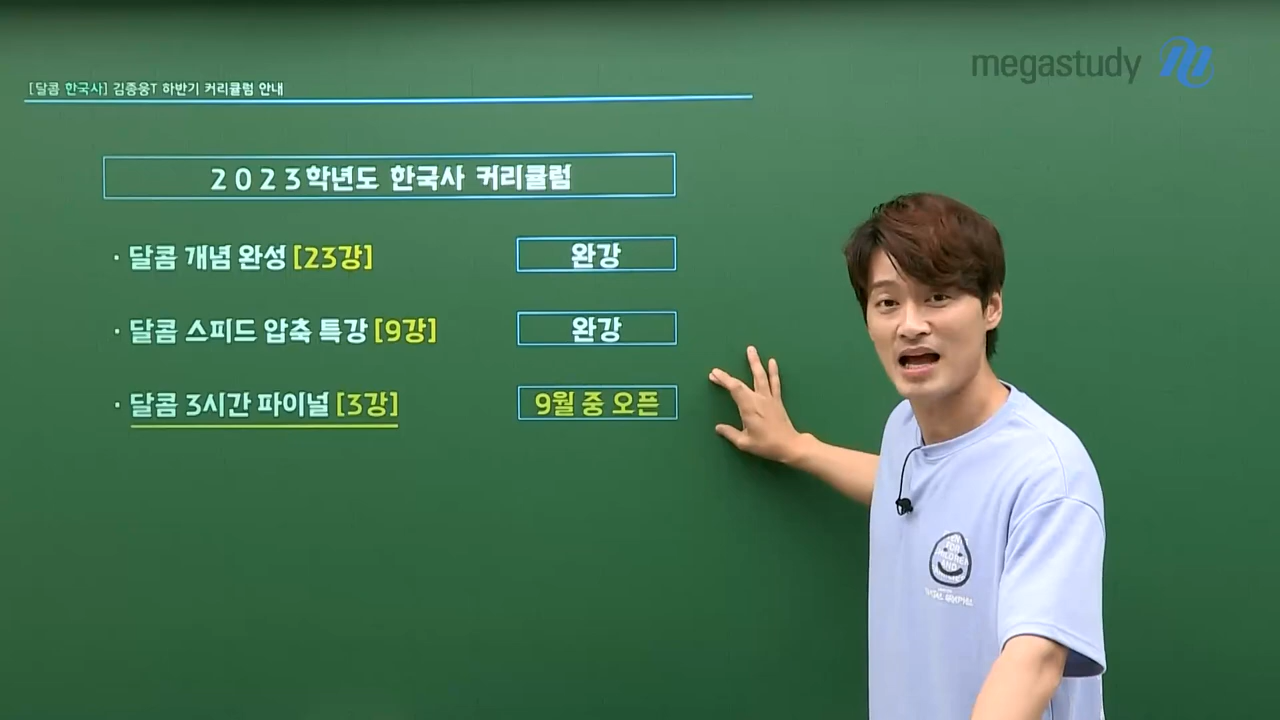 megastudy
[달콤 한국사] 김종웅T 하반기 커리큘럼 안내
2023학년도 한국사 커리큘럼
· 달콤 개념 완성 [23강] 완강
· 달콤 스피드 압축 특강 [9강] 완강
· 달콤 3시간 파이널 [3강] 9월 중 오픈